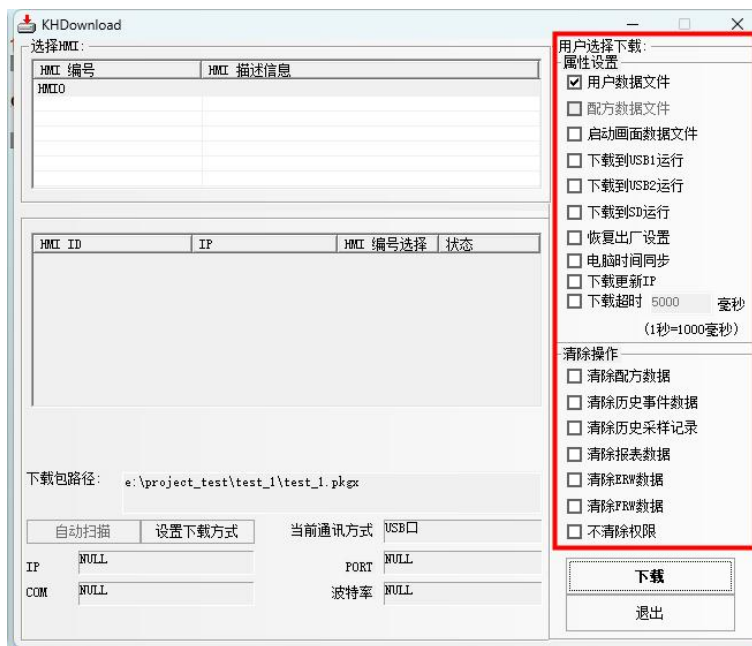 KHDownload
选择HMI:
HMI 编号 HMI 描述信息
HMI0
HMI ID IP HMI 编号选择 状态
下载包路径: e:\project_test\test_1\test_1.pkgx
自动扫描 设置下载方式 当前通讯方式 USB口
IP NULL PORT NULL
COM NULL 波特率 NULL
用户选择下载:
属性设置
用户数据文件
配方数据文件
启动画面数据文件
下载到USB1运行
下载到USB2运行
下载到SD运行
恢复出厂设置
电脑时间同步
下载更新IP
下载超时 5000 毫秒
(1秒=1000毫秒)
清除操作
清除配方数据
清除历史事件数据
清除历史采样记录
清除报表数据
清除ERW数据
清除FRW数据
不清除权限
下载
退出